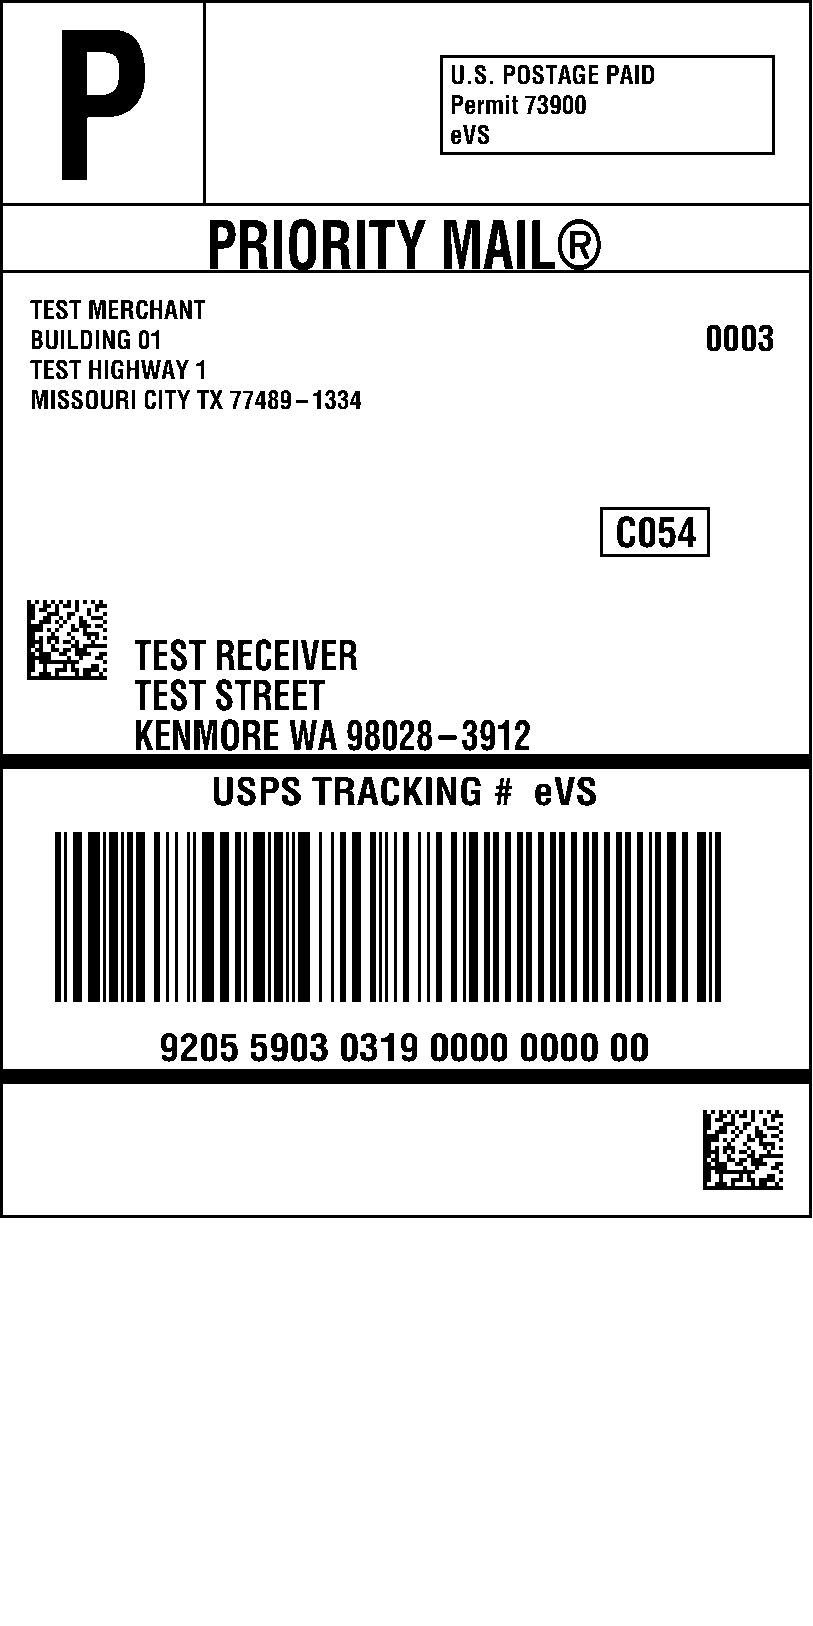 P
U.S. POSTAGE PAID
Permit 73900
eVS
PRIORITY MAIL®
TEST MERCHANT
BUILDING 01
TEST HIGHWAY 1
MISSOURI CITY TX 77489–1334
0003
C054
TEST RECEIVER
TEST STREET
KENMORE WA 98028–3912
USPS TRACKING # eVS
9205 5903 0319 0000 0000 00